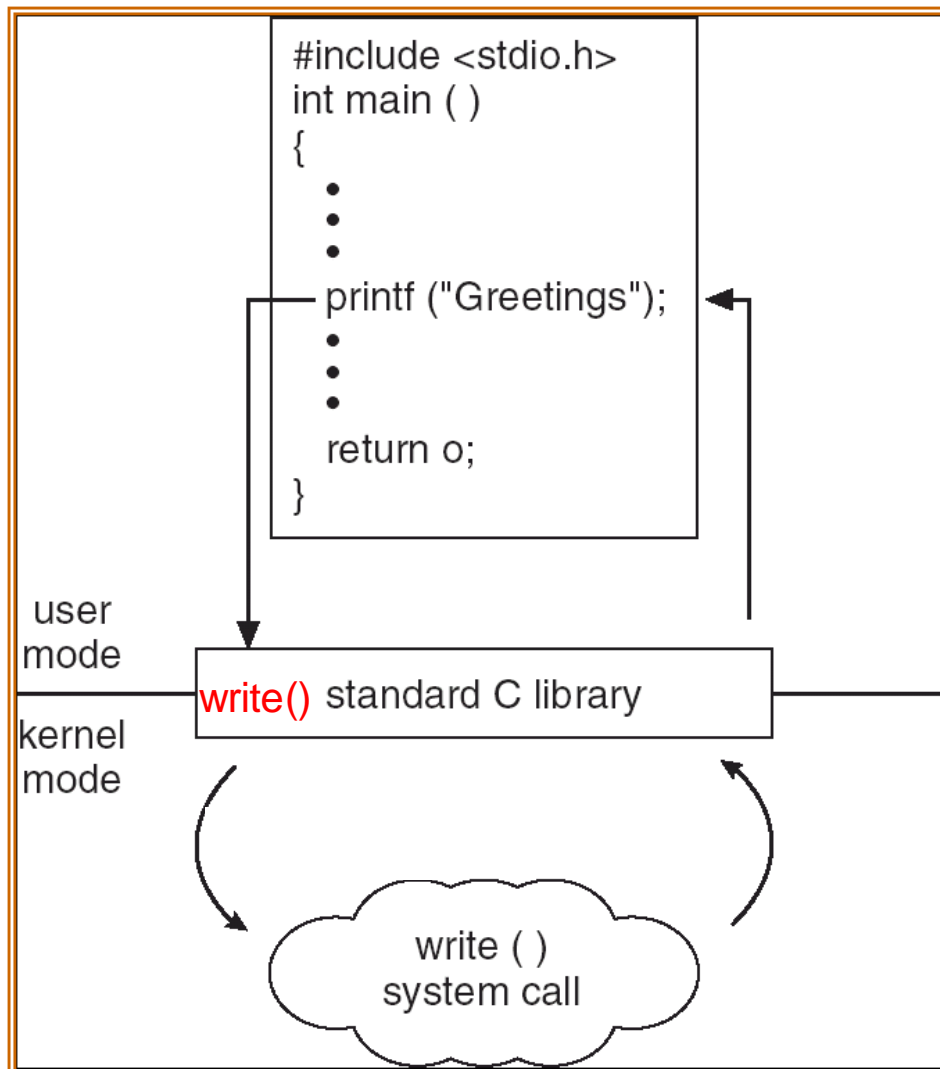 #include <stdio.h>
int main ( )
{
•
•
•
printf ("Greetings");
•
•
•
return o;
}
user
mode
write() standard C library
kernel
mode
write ( )
system call